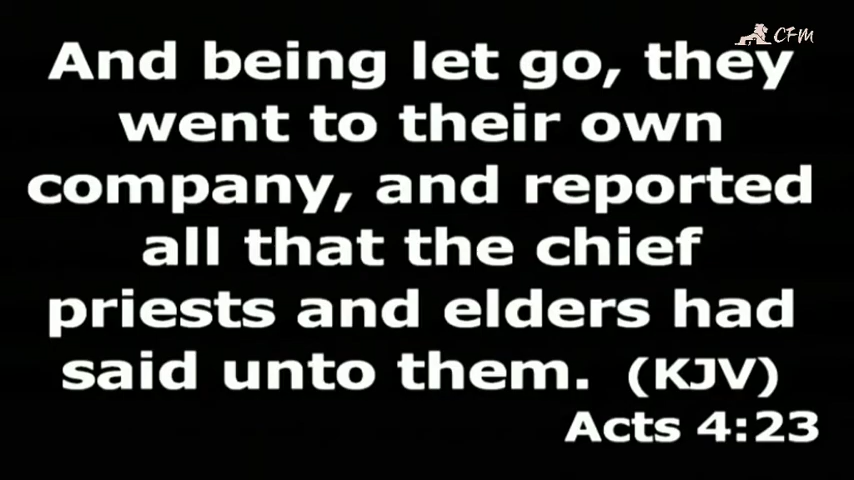 CFM
And being let go, they
went to their own
company, and reported
all that the chief
priests and elders had
said unto them. (KJV)
Acts 4:23